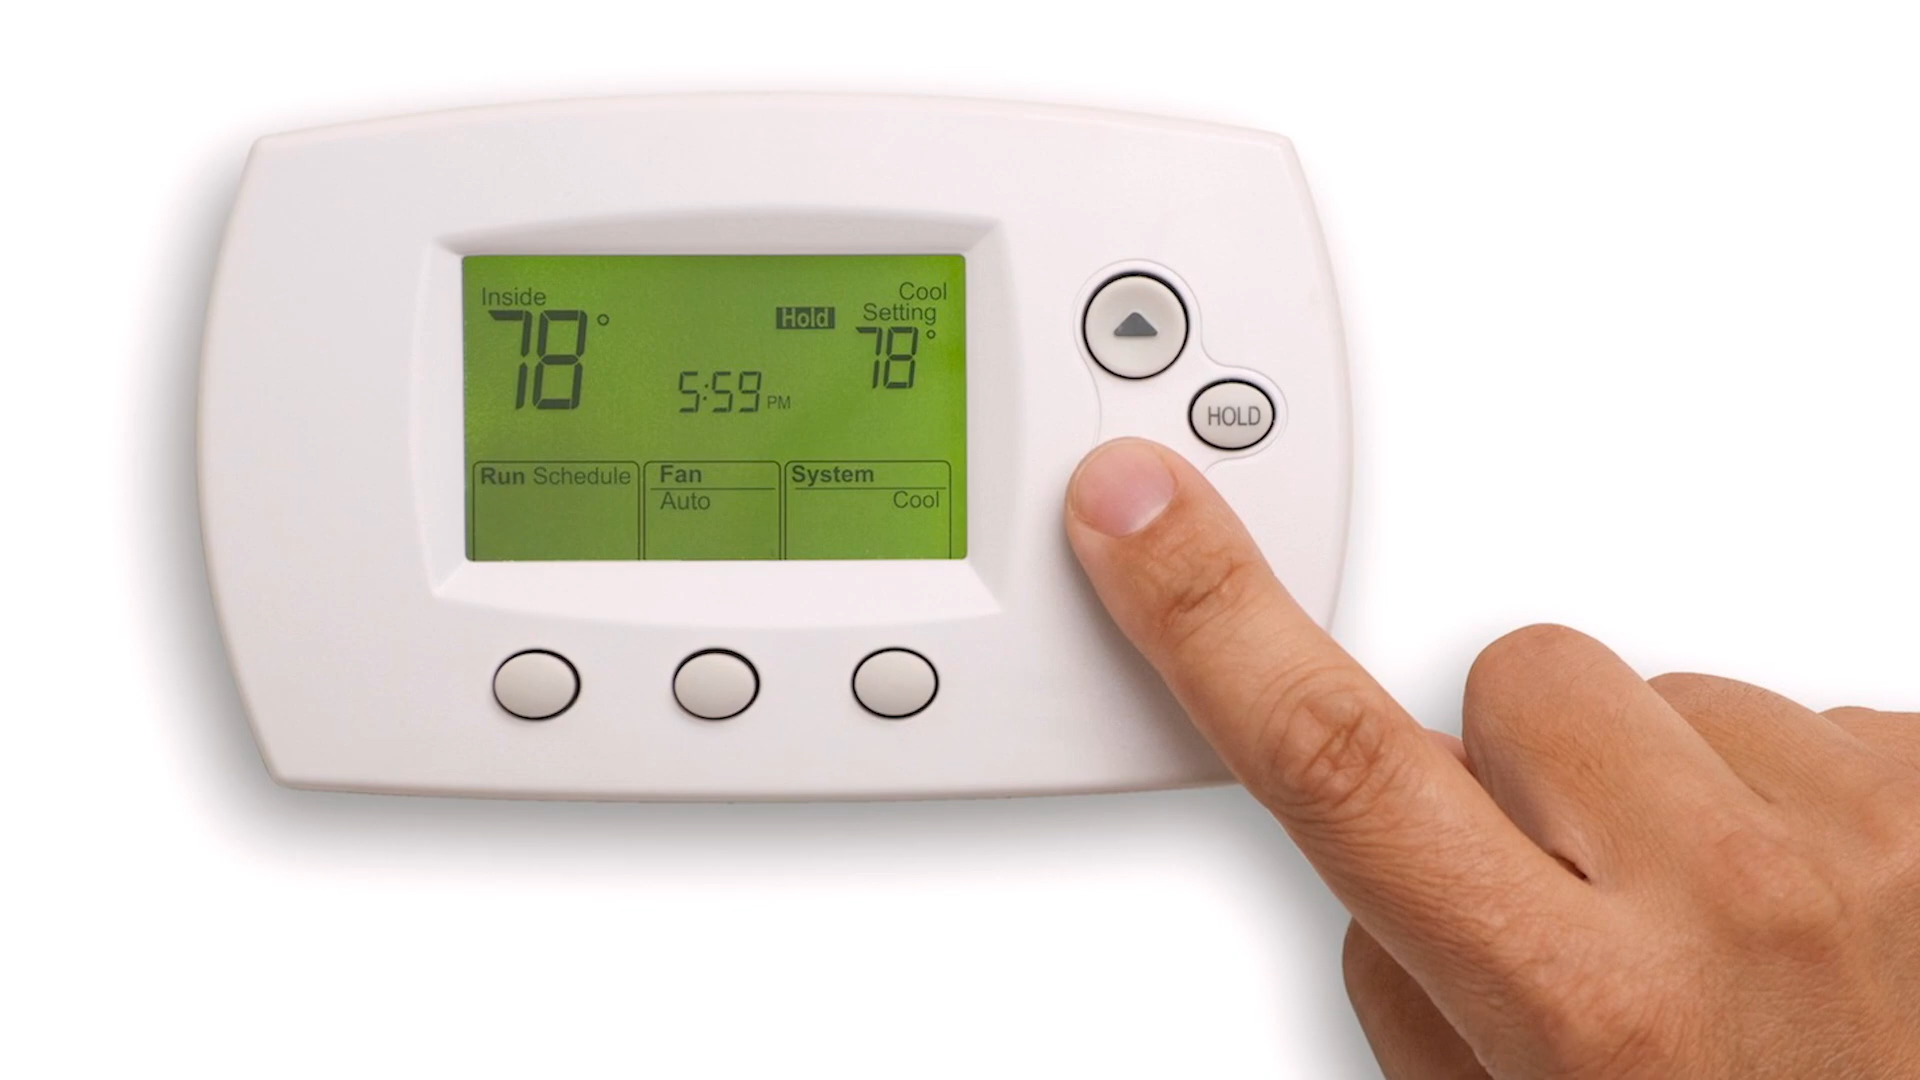 Inside
Cool
Setting
78°
Hold
78°
5:59 PM
Run Schedule
Fan
Auto
System
Cool
HOLD